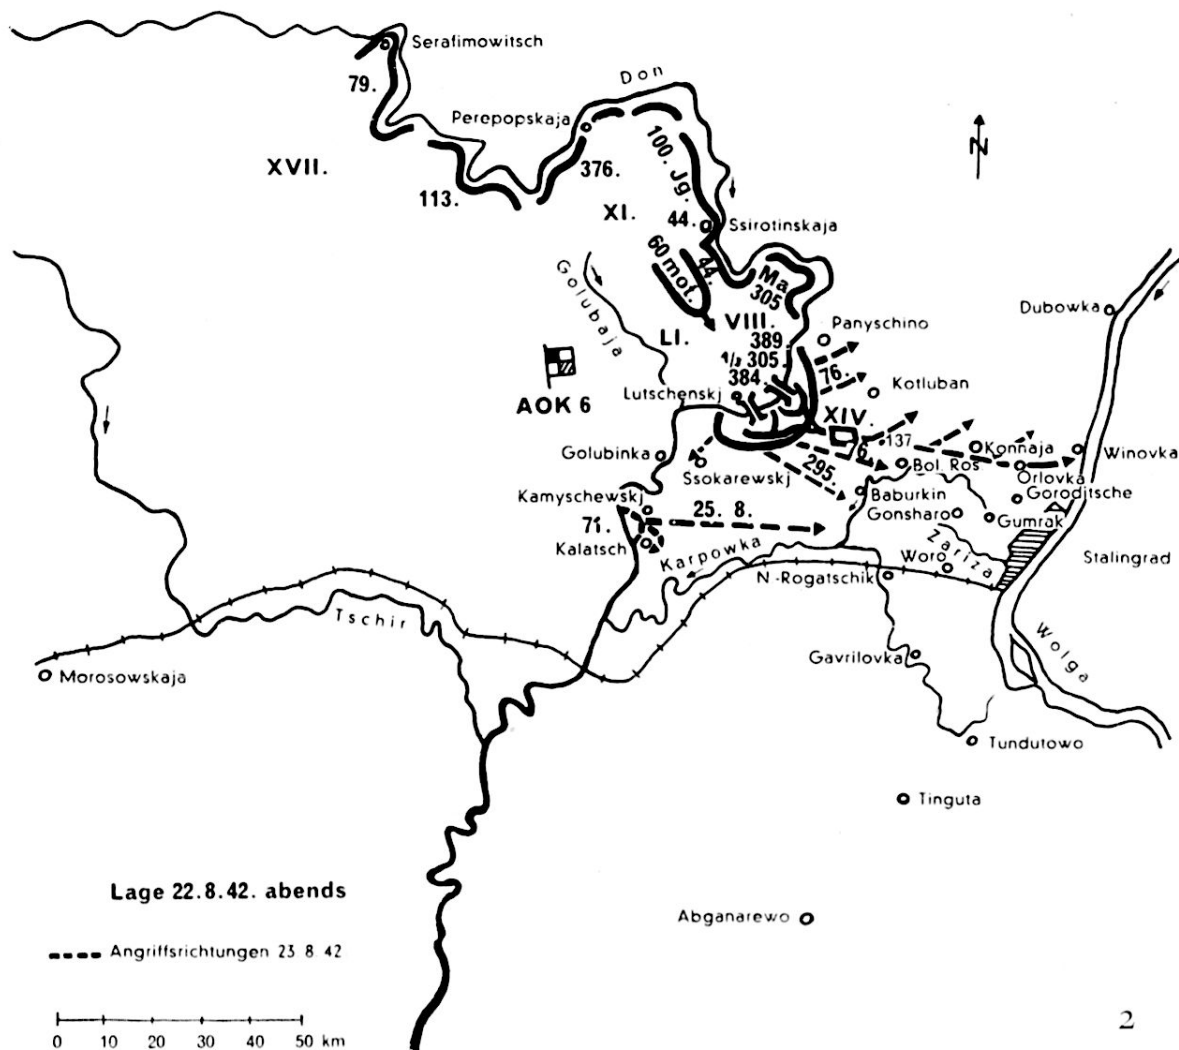 Serafimowitsch
79.
Don
Perepopskaja
N
XVII.
376.
100. Jg.
113.
XI.
44.
Ssirotinskaja
60 mot.
44.
Golubaja
Ma
305
VIII.
Dubowka
LI.
389.
Panyschino
1/2 305.
76.
384.
Kotluban
Lutschenskj
AOK 6
XIV.
137
6.
Konnaja
Winovka
Golubinka
Ssokarewskj
295.
Bol. Ros.
Orlovka
Kamyschewskj
Baburkin
Goroditsche
25. 8.
Gonsharo
Gumrak
71.
Kalatsch
Karpowka
Zariza
Woro
Stalingrad
N-Rogatschik
Tschir
Wolga
Gavrilovka
Morosowskaja
Tundutowo
Tinguta
Lage 22.8.42. abends
Abganarewo
Angriffsrichtungen 23 8 42
0 10 20 30 40 50 km
2